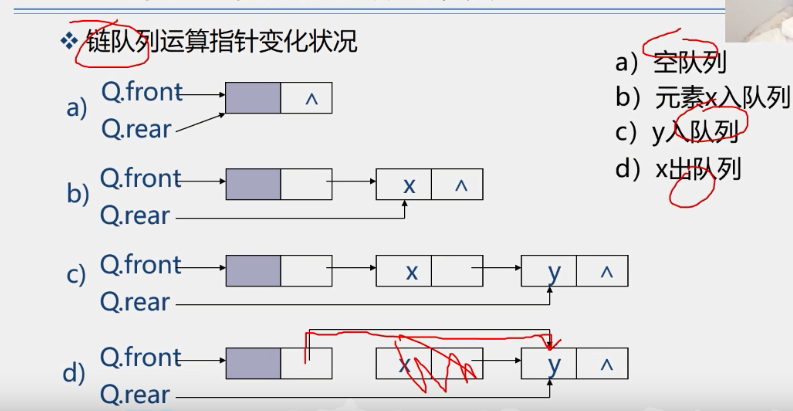 ❖ 链队列运算指针变化状况
a) 空队列
b) 元素x入队列
c) y入队列
d) x出队列
a) Q.front ∧
Q.rear
b) Q.front x ∧
Q.rear
c) Q.front x y ∧
Q.rear
d) Q.front x y ∧
Q.rear